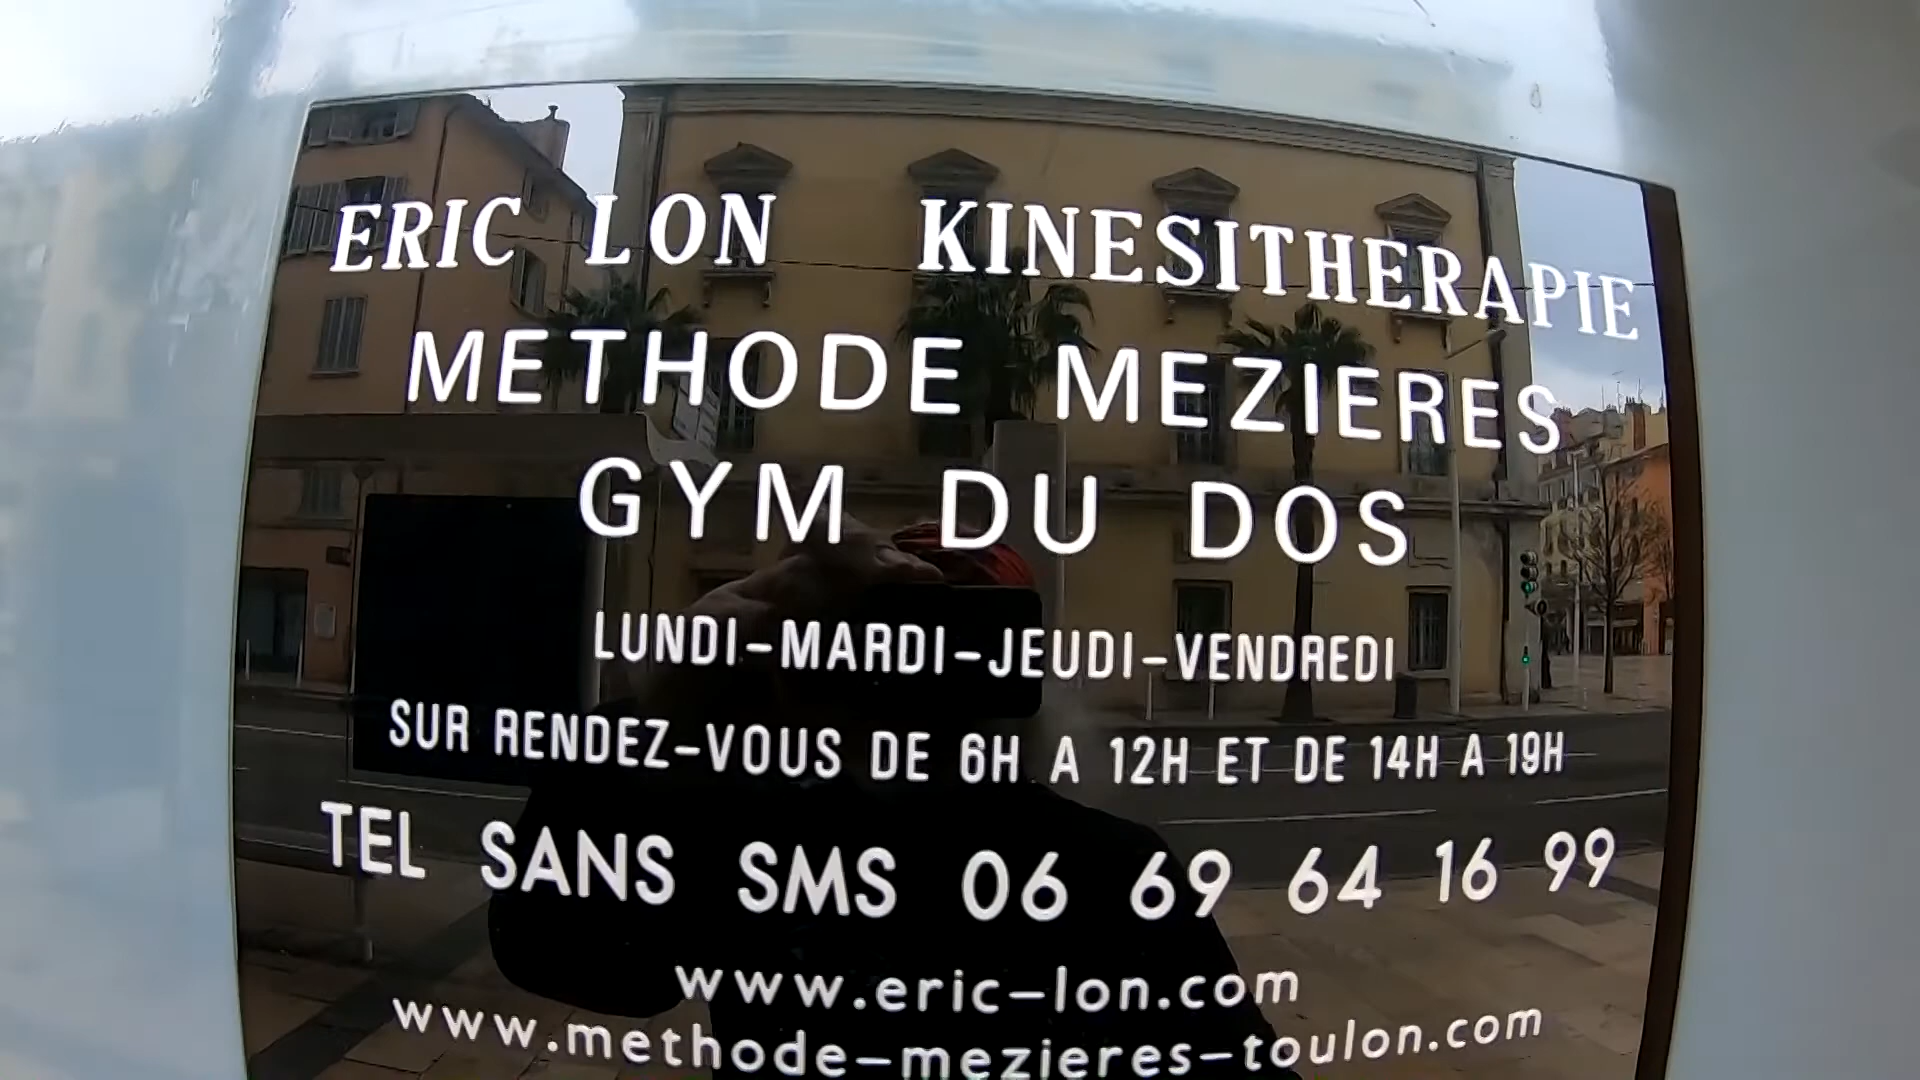 ERIC LON KINESITHERAPIE
METHODE MEZIERES
GYM DU DOS
LUNDI-MARDI-JEUDI-VENDREDI
SUR RENDEZ-VOUS DE 6H A 12H ET DE 14H A 19H
TEL SANS SMS 06 69 64 16 99
www.eric-lon.com
www.methode-mezieres-toulon.com